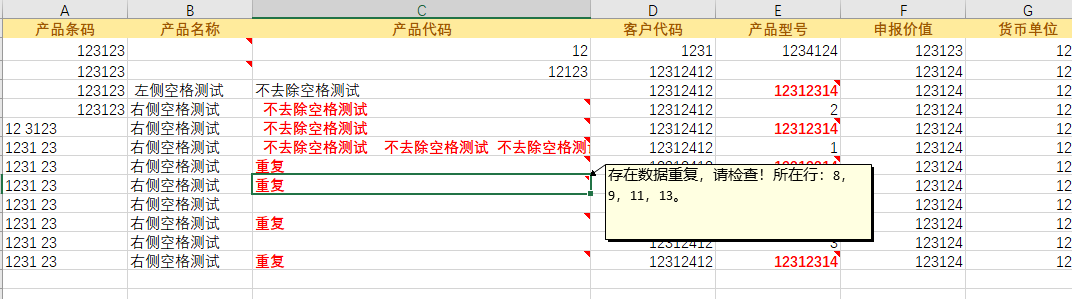 A B C D E F G
产品条码 产品名称 产品代码 客户代码 产品型号 申报价值 货币单位
123123 12 1231 1234124 123123 12
123123 12123 12312412 123124 12
123123 左侧空格测试 不去除空格测试 12312412 12312314 123124 12
123123 右侧空格测试 不去除空格测试 12312412 2 123124 12
12 3123 右侧空格测试 不去除空格测试 12312412 12312314 123124 12
1231 23 右侧空格测试 不去除空格测试 不去除空格测试 不去除空格测 12312412 1 123124 12
1231 23 右侧空格测试 重复 123124 12
1231 23 右侧空格测试 重复 存在数据重复，请检查！所在行：8， 123124 12
1231 23 右侧空格测试 9，11，13。 123124 12
1231 23 右侧空格测试 重复 123124 12
1231 23 右侧空格测试 12312412 3 123124 12
1231 23 右侧空格测试 重复 12312412 12312314 123124 12